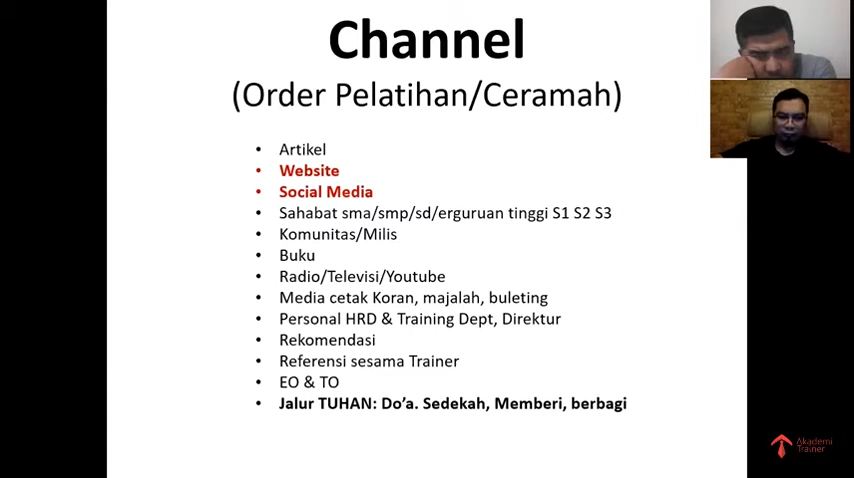 Channel
(Order Pelatihan/Ceramah)
• Artikel
• Website
• Social Media
• Sahabat sma/smp/sd/erguruan tinggi S1 S2 S3
• Komunitas/Milis
• Buku
• Radio/Televisi/Youtube
• Media cetak Koran, majalah, buleting
• Personal HRD & Training Dept, Direktur
• Rekomendasi
• Referensi sesama Trainer
• EO & TO
• Jalur TUHAN: Do’a. Sedekah, Memberi, berbagi
Akademi
Trainer